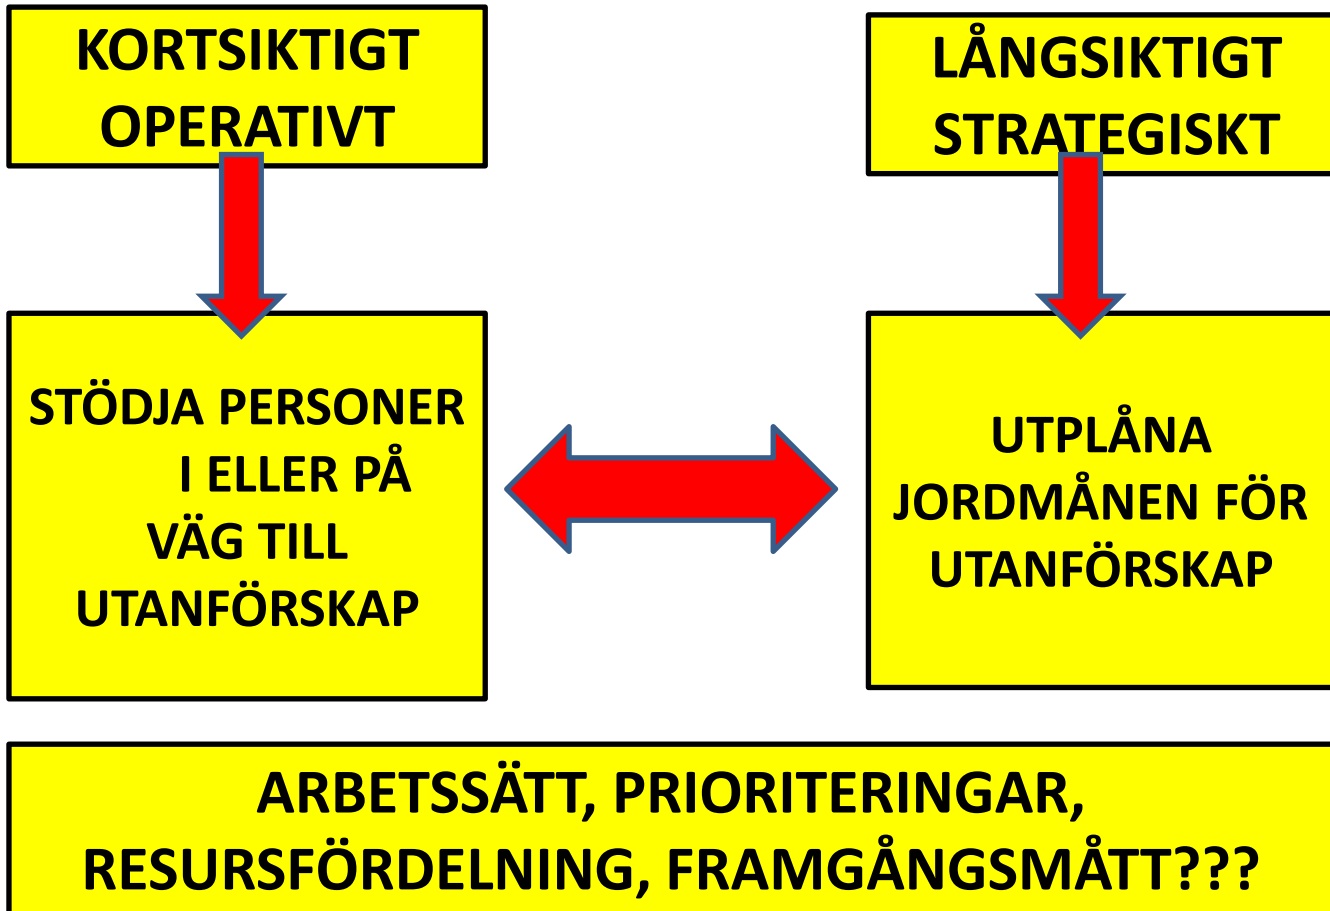 KORTSIKTIGT
OPERATIVT
LÅNGSIKTIGT
STRATEGISKT
STÖDJA PERSONER
I ELLER PÅ
VÄG TILL
UTANFÖRSKAP
UTPLÅNA
JORDMÅNEN FÖR
UTANFÖRSKAP
ARBETSSÄTT, PRIORITERINGAR,
RESURSFÖRDELNING, FRAMGÅNGSMÅTT???